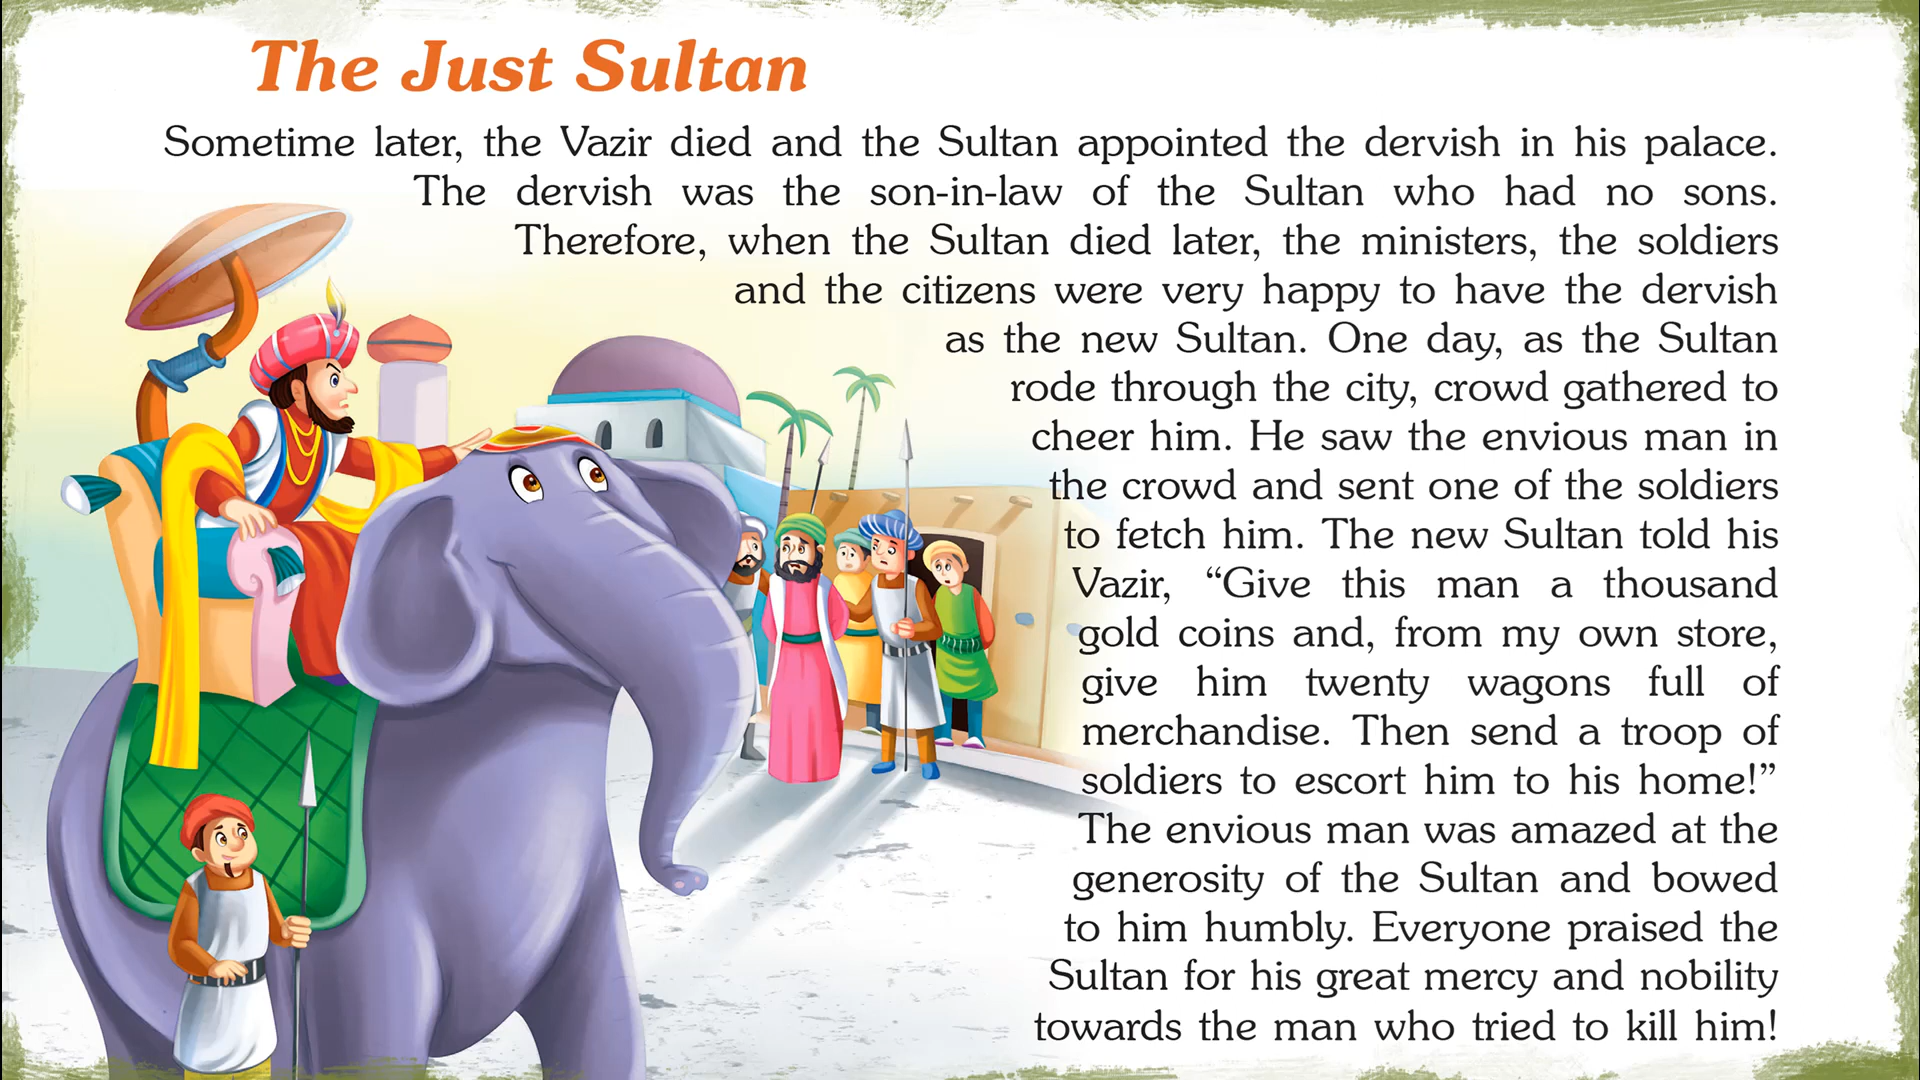 The Just Sultan
Sometime later, the Vazir died and the Sultan appointed the dervish in his palace.
The dervish was the son-in-law of the Sultan who had no sons.
Therefore, when the Sultan died later, the ministers, the soldiers
and the citizens were very happy to have the dervish
as the new Sultan. One day, as the Sultan
rode through the city, crowd gathered to
cheer him. He saw the envious man in
the crowd and sent one of the soldiers
to fetch him. The new Sultan told his
Vazir, “Give this man a thousand
gold coins and, from my own store,
give him twenty wagons full of
merchandise. Then send a troop of
soldiers to escort him to his home!”
The envious man was amazed at the
generosity of the Sultan and bowed
to him humbly. Everyone praised the
Sultan for his great mercy and nobility
towards the man who tried to kill him!